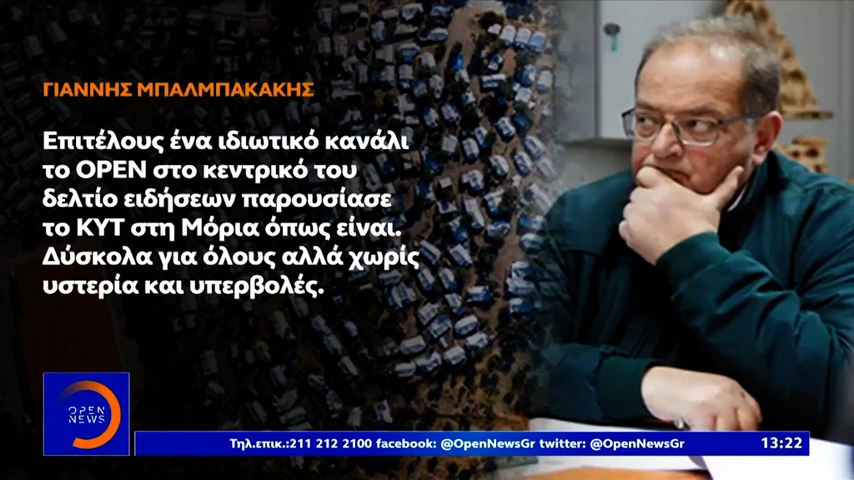 ΓΙΑΝΝΗΣ ΜΠΑΛΜΠΑΚΑΚΗΣ
Επιτέλους ένα ιδιωτικό κανάλι
το OPEN στο κεντρικό του
δελτίο ειδήσεων παρουσίασε
το ΚΥΤ στη Μόρια όπως είναι.
Δύσκολα για όλους αλλά χωρίς
υστερία και υπερβολές.
OPEN
NEWS
Τηλ.επικ.:211 212 2100 facebook: @OpenNewsGr twitter: @OpenNewsGr
13:22